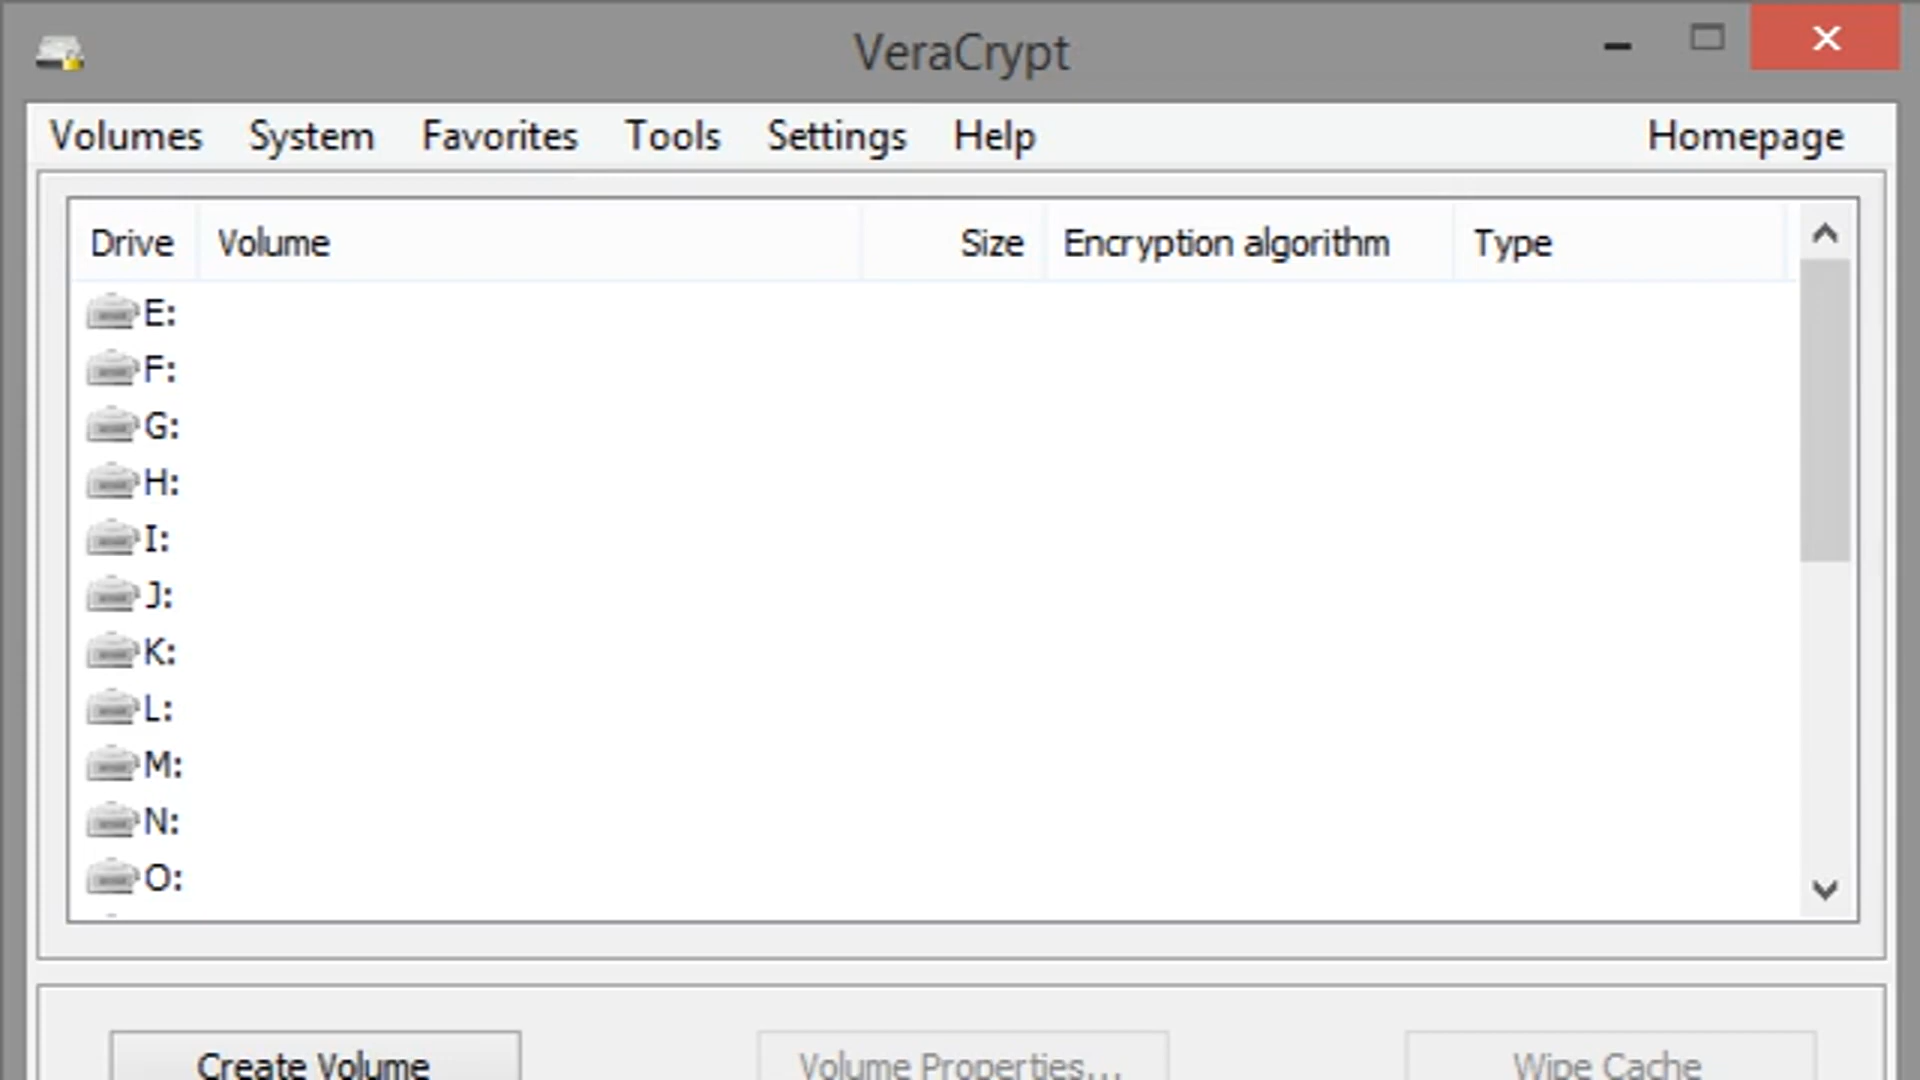 VeraCrypt
Volumes System Favorites Tools Settings Help Homepage
Drive Volume Size Encryption algorithm Type
E:
F:
G:
H:
I:
J:
K:
L:
M:
N:
O:
Create Volume Volume Properties... Wipe Cache